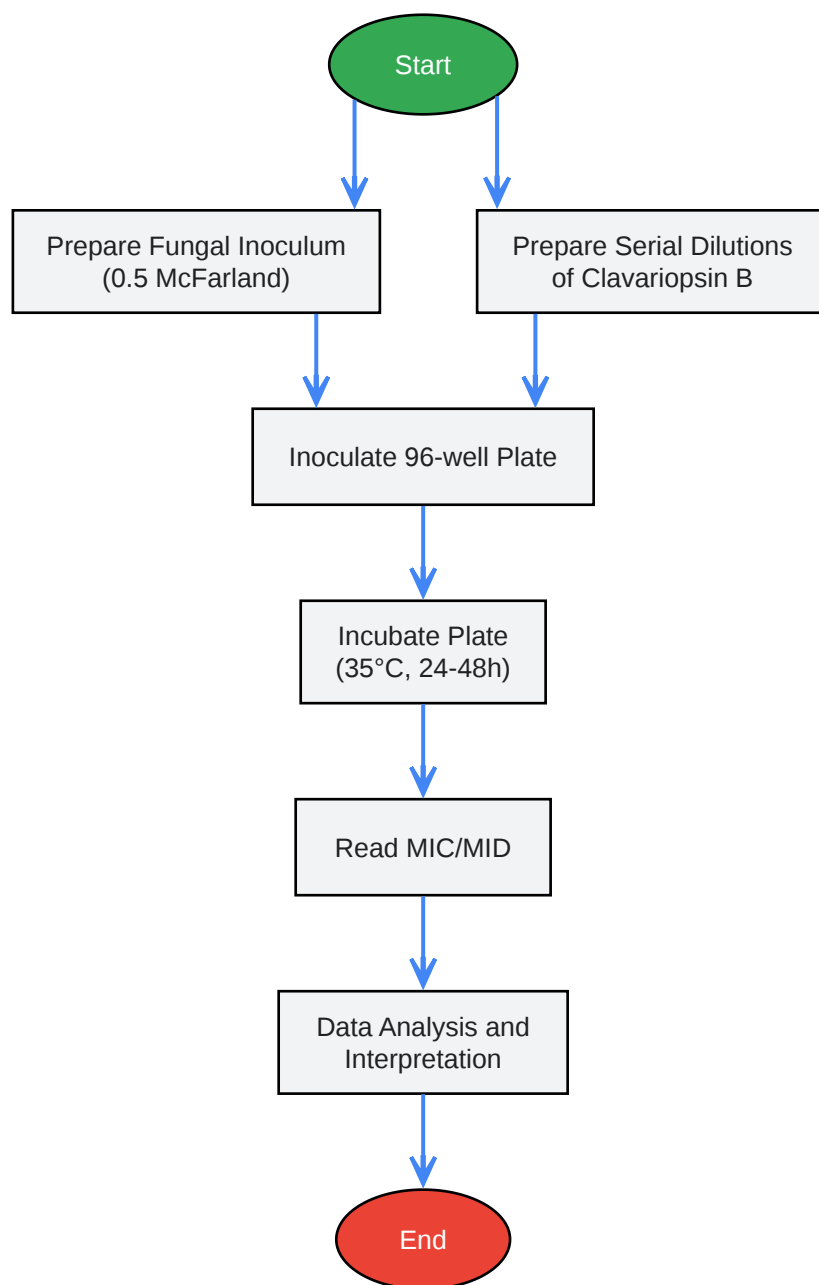 Start
Prepare Fungal Inoculum
(0.5 McFarland)
Prepare Serial Dilutions
of Clavariopsin B
Inoculate 96-well Plate
Incubate Plate
(35°C, 24-48h)
Read MIC/MID
Data Analysis and
Interpretation
End